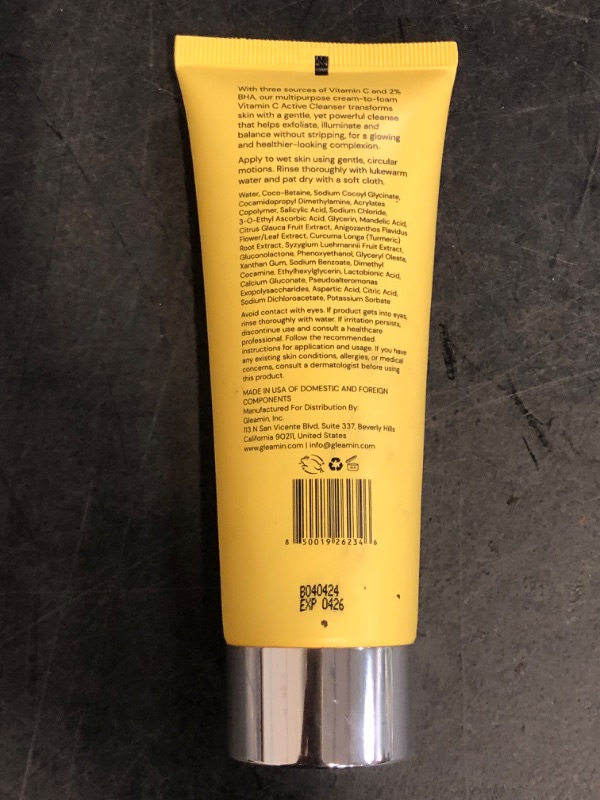 With three sources of Vitamin C and 2%
BHA, our multipurpose cream-to-foam
Vitamin C Active Cleanser transforms
skin with a gentle, yet powerful cleanse
that helps exfoliate, illuminate and
balance without stripping, for a glowing
and healthier-looking complexion.
Apply to wet skin using gentle, circular
motions. Rinse thoroughly with lukewarm
water and pat dry with a soft cloth.
Water, Coco-Betaine, Sodium Cocoyl Glycinate,
Cocamidopropyl Dimethylamine, Acrylates
Copolymer, Salicylic Acid, Sodium Chloride,
3-O-Ethyl Ascorbic Acid, Glycerin, Mandelic Acid,
Citrus Glauca Fruit Extract, Anigozanthos Flavidus
Flower/Leaf Extract, Curcuma Longa (Turmeric)
Root Extract, Syzygium Luehmannii Fruit Extract,
Gluconolactone, Phenoxyethanol, Glyceryl Oleate,
Xanthan Gum, Sodium Benzoate, Dimethyl
Cocamine, Ethylhexylglycerin, Lactobionic Acid,
Calcium Gluconate, Pseudoalteromonas
Exopolysaccharides, Aspartic Acid, Citric Acid,
Sodium Dichloroacetate, Potassium Sorbate
Avoid contact with eyes. If product gets into eyes,
rinse thoroughly with water. If irritation persists,
discontinue use and consult a healthcare
professional. Follow the recommended
instructions for application and usage. If you have
any existing skin conditions, allergies, or medical
concerns, consult a dermatologist before using
this product.
MADE IN USA OF DOMESTIC AND FOREIGN
COMPONENTS
Manufactured For Distribution By:
Gleamin, Inc.
113 N San Vicente Blvd, Suite 337, Beverly Hills
California 90211, United States
www.gleamin.com | info@gleamin.com
8 50019 26234 6
B040424
EXP 0426